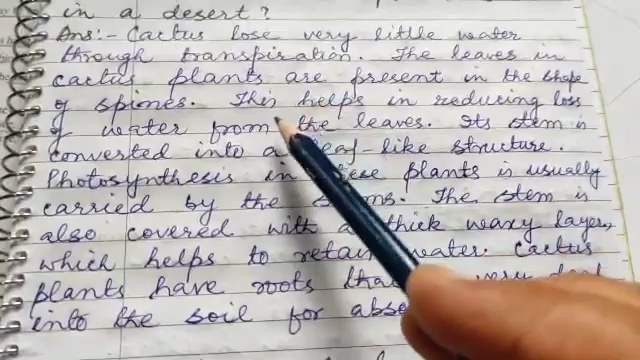 in a desert?
Ans:- Cactus lose very little water
through transpiration. The leaves in
cactus plants are present in the shape
of spines. This helps in reducing loss
of water from the leaves. Its stem is
converted into a leaf-like structure.
Photosynthesis in plants is usually
carried by the The stem is
also covered with a thick waxy layer,
which helps to retain water. Cactus
plants have roots very
into the soil for